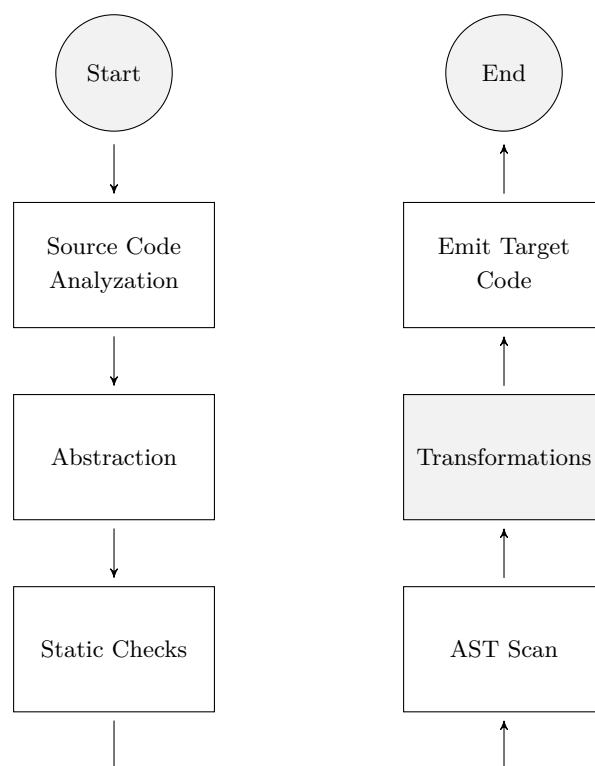 Start
Source Code
Analyzation
Abstraction
Static Checks
End
Emit Target
Code
Transformations
AST Scan